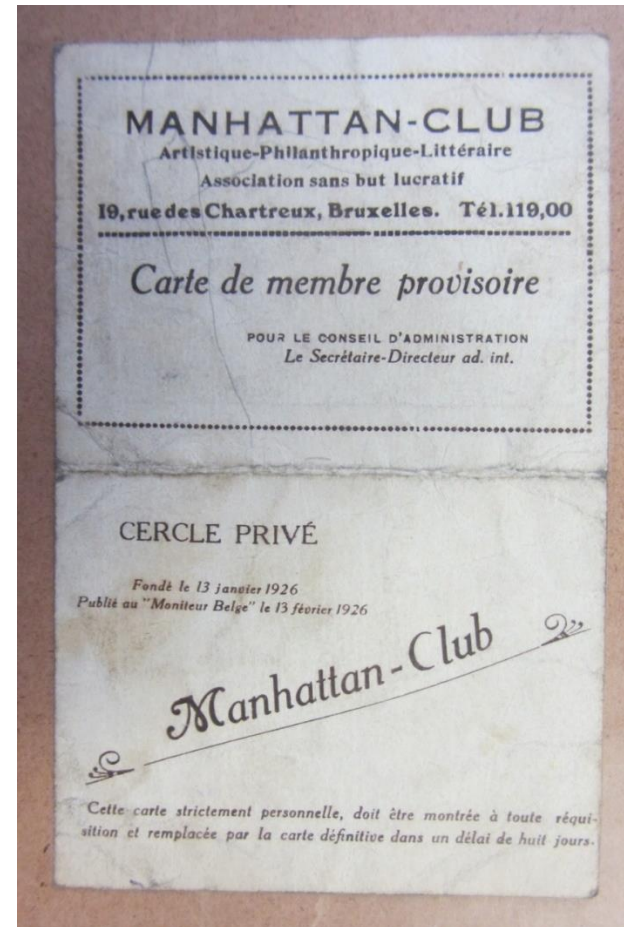 MANHATTAN-CLUB
Artistique-Philanthropique-Littéraire
Association sans but lucratif
19, rue des Chartreux, Bruxelles. Tél. 119,00
Carte de membre provisoire
POUR LE CONSEIL D'ADMINISTRATION
Le Secrétaire-Directeur ad. int.
CERCLE PRIVÉ
Fondé le 13 janvier 1926
Publié au "Moniteur Belge" le 13 février 1926
Manhattan-Club
Cette carte strictement personnelle, doit être montrée à toute réqui-
sition et remplacée par la carte définitive dans un délai de huit jours.